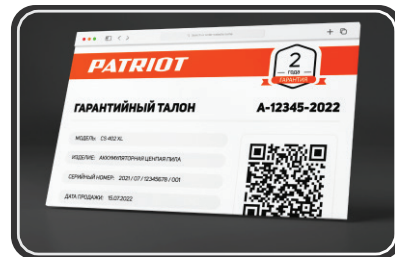 PATRIOT
2
ГОДА
ГАРАНТИЯ
ГАРАНТИЙНЫЙ ТАЛОН
A-12345-2022
МОДЕЛЬ: CS 402 XL
ИЗДЕЛИЕ: АККУМУЛЯТОРНАЯ ЦЕПНАЯ ПИЛА
СЕРИЙНЫЙ НОМЕР: 2021 / 07 / 12345678 / 001
ДАТА ПРОДАЖИ: 15.07.2022